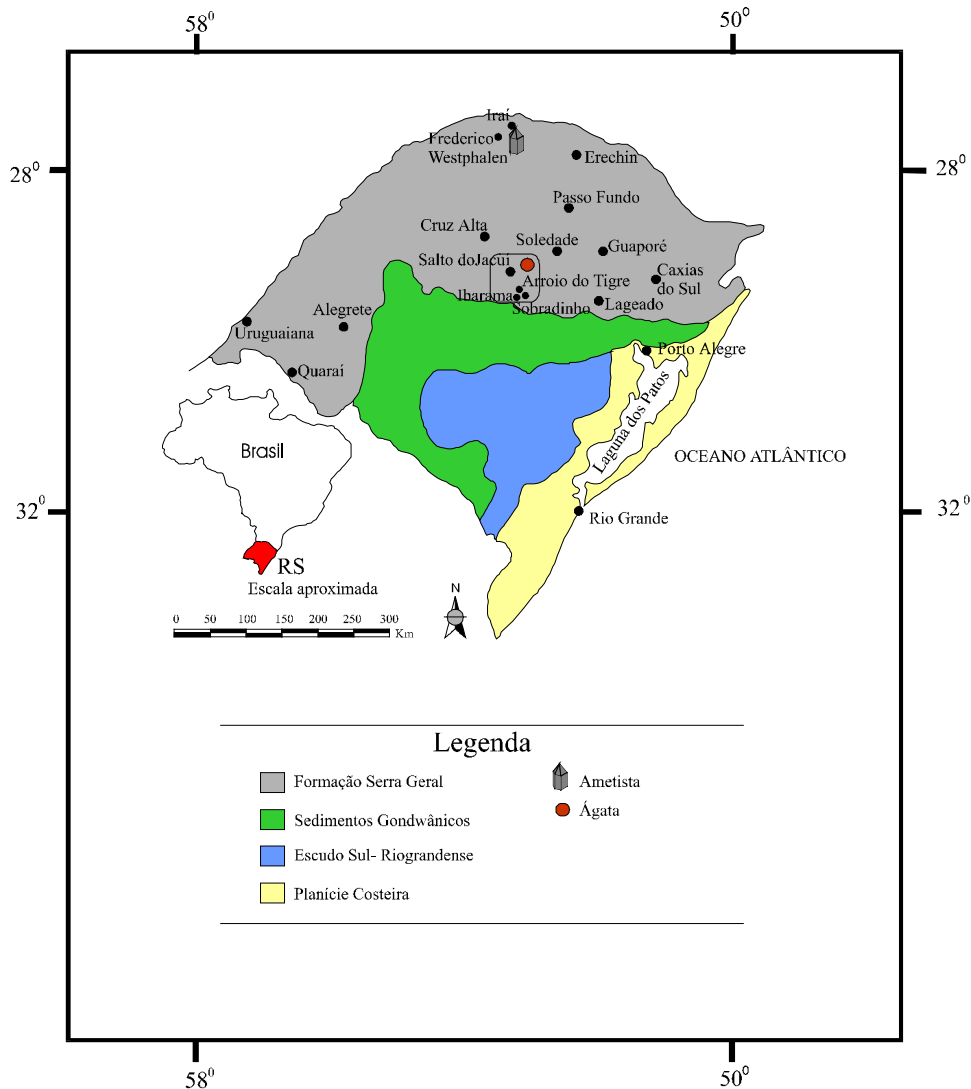 58⁰
50⁰
28⁰
28⁰
Iraí
Frederico
Westphalen
Erechin
Passo Fundo
Cruz Alta
Soledade
Guaporé
Salto doJacuí
Caxias
do Sul
Arroio do Tigre
Ibarama
Sobradinho
Lageado
Alegrete
Uruguaiana
Porto Alegre
Quaraí
Laguna dos Patos
Brasil
OCEANO ATLÂNTICO
32⁰
32⁰
Rio Grande
RS
Escala aproximada
N
0 50 100 150 200 300
Km
Legenda
Formação Serra Geral
Ametista
Ágata
Sedimentos Gondwânicos
Escudo Sul- Riograndense
Planície Costeira
58⁰
50⁰